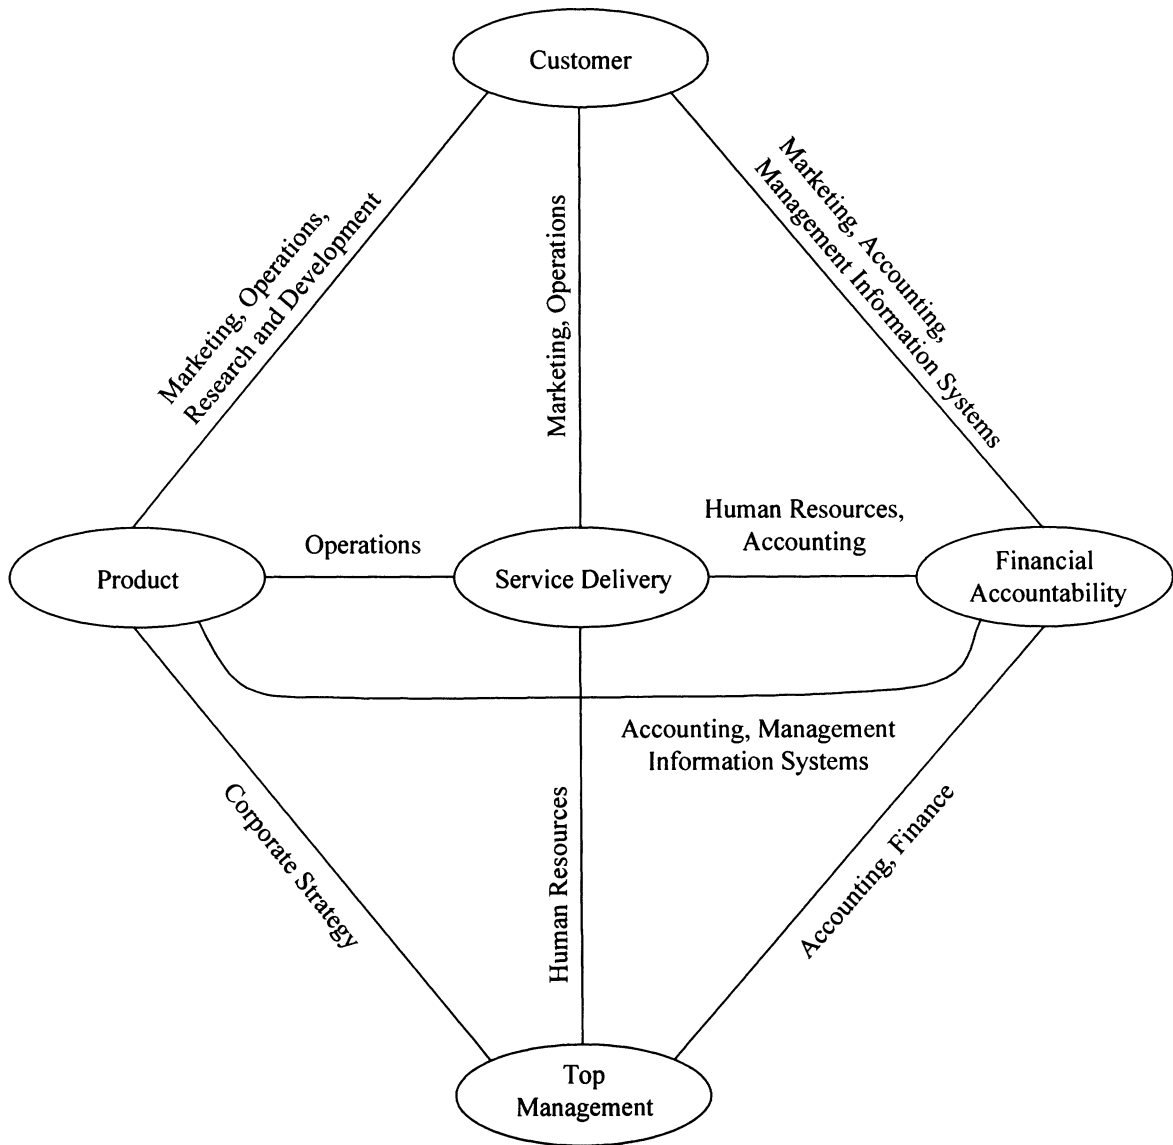 Customer
Marketing, Operations,
Research and Development
Marketing, Operations
Marketing, Accounting,
Management Information Systems
Product
Operations
Service Delivery
Human Resources,
Accounting
Financial
Accountability
Accounting, Management
Information Systems
Corporate Strategy
Human Resources
Accounting, Finance
Top
Management